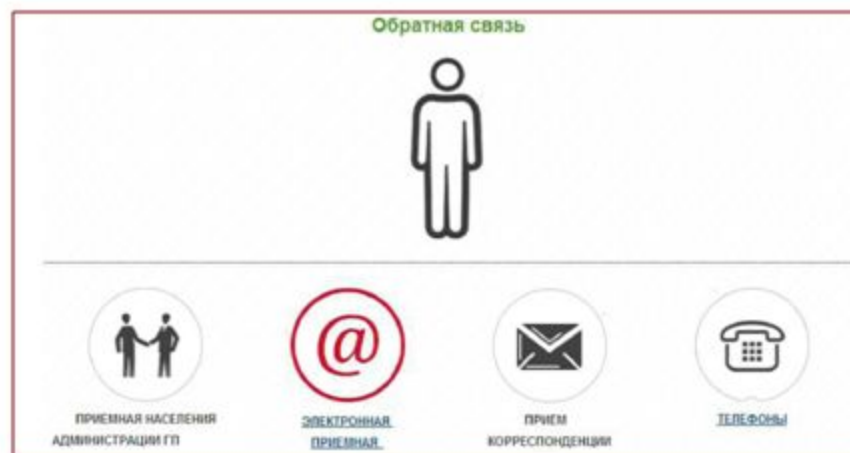 Обратная связь
@
ПРИЕМНАЯ НАСЕЛЕНИЯ
АДМИНИСТРАЦИИ ГП
ЭЛЕКТРОННАЯ
ПРИЕМНАЯ
ПРИЕМ
КОРРЕСПОНДЕНЦИИ
ТЕЛЕФОНЫ